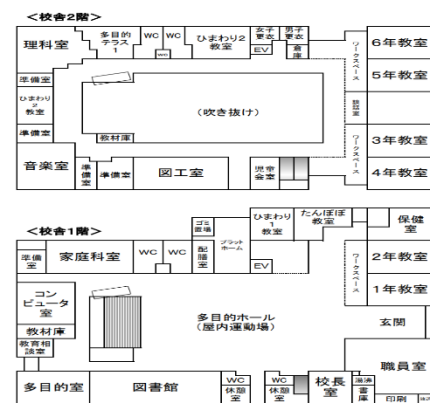 <校舎2階>
理科室
多目的
テラス
1
WC
WC
WC
ひまわり2
教室
女子
更衣
男子
更衣
EV
倉
庫
ワークスペース
6年教室
5年教室
準備室
ひまわり
2
教室
準備室
(吹き抜け)
教材庫
ワークスペース
3年教室
4年教室
音楽室
準備室
準備室
図工室
児童
会室
<校舎1階>
ゴミ
置場
ひまわり
1
教室
たんぽぽ
教室
保健
室
準備
室
家庭科室
WC
WC
配膳室
プラット
ホーム
EV
ワークスペース
2年教室
1年教室
コン
ピュータ
室
教材庫
教育相
談室
多目的ホール
(屋内運動場)
玄関
職員室
多目的室
図書館
WC
休憩
室
WC
休憩
室
校長
室
湯沸
書
庫
印刷